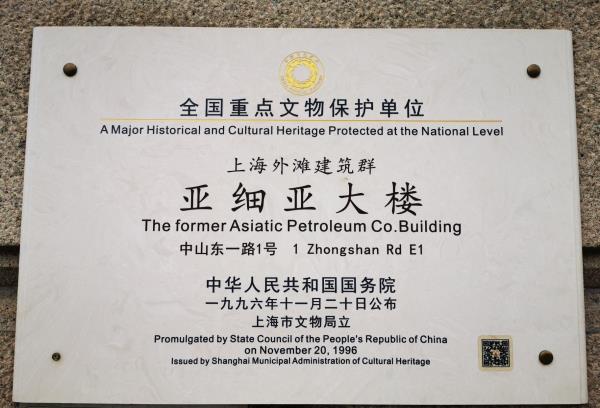 全国重点文物保护单位
A Major Historical and Cultural Heritage Protected at the National Level
上海外滩建筑群
亚细亚大楼
The former Asiatic Petroleum Co.Building
中山东一路1号 1 Zhongshan Rd E1
中华人民共和国国务院
一九九六年十一月二十日公布
上海市文物局立
Promulgated by State Council of the People's Republic of China
on November 20, 1996
Issued by Shanghai Municipal Administration of Cultural Heritage